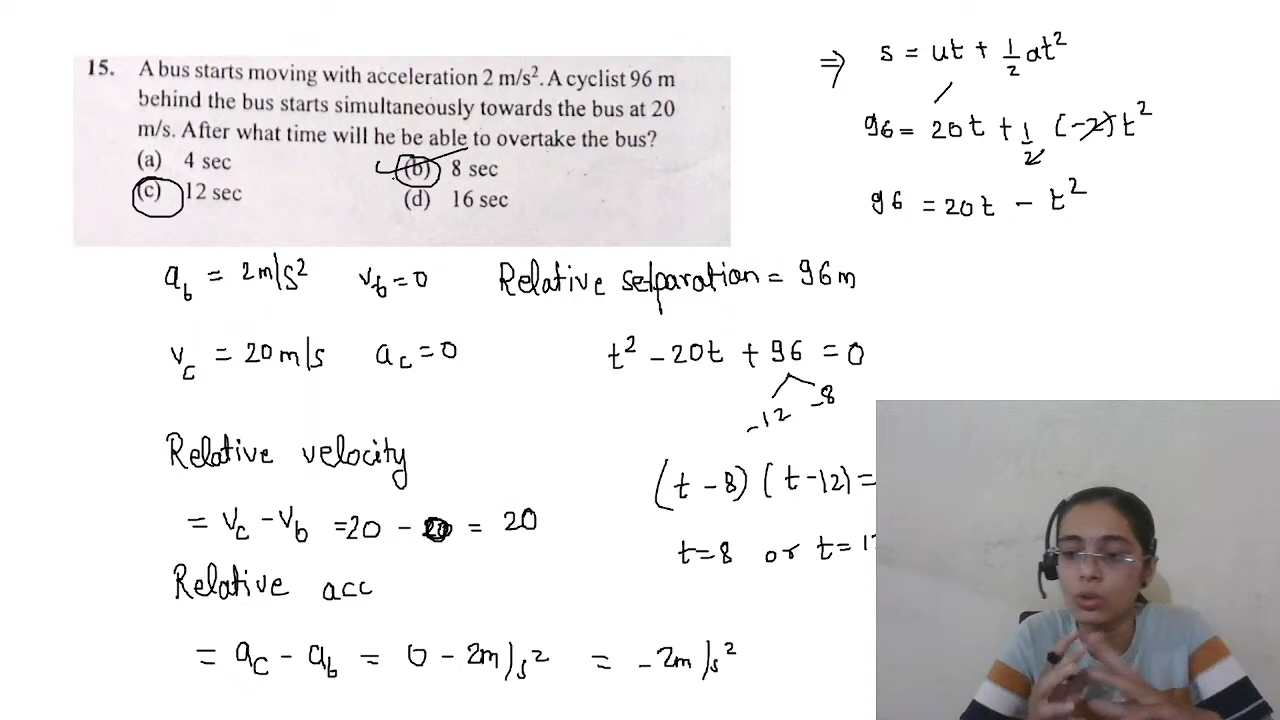 15. A bus starts moving with acceleration 2 m/s². A cyclist 96 m
behind the bus starts simultaneously towards the bus at 20
m/s. After what time will he be able to overtake the bus?
(a) 4 sec (b) 8 sec
(c) 12 sec (d) 16 sec
⇒ s = ut + 1/2 at²
96 = 20t + 1/2 (-2)t²
96 = 20t - t²
a_b = 2m/s² v_b = 0 Relative selparation = 96m
v_c = 20m/s a_c = 0
t² - 20t + 96 = 0
-12 -8
Relative velocity
(t - 8) (t - 12) =
= v_c - v_b = 20 - = 20
t = 8 or t = 1
Relative acc
= a_c - a_b = 0 - 2m/s² = -2m/s²